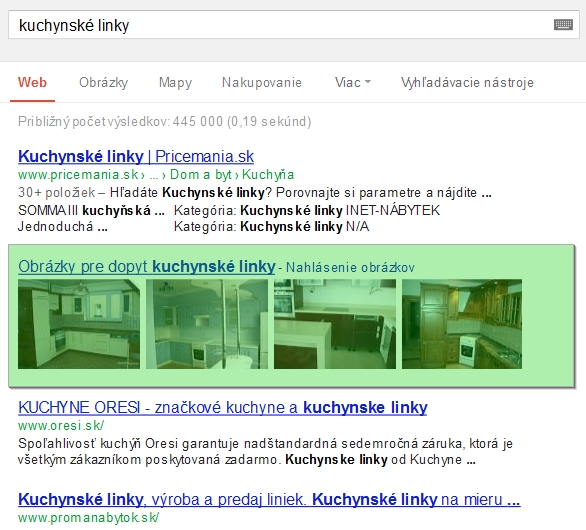 kuchynské linky
Web Obrázky Mapy Nakupovanie Viac Vyhľadávacie nástroje
Približný počet výsledkov: 445 000 (0,19 sekúnd)
Kuchynské linky | Pricemania.sk
www.pricemania.sk › ... › Dom a byt › Kuchyňa
30+ položiek – Hľadáte Kuchynské linky? Porovnajte si parametre a nájdite ...
SOMMAIII kuchyňská ... Kategória: Kuchynské linky INET-NÁBYTEK
Jednoduchá ... Kategória: Kuchynské linky N/A
Obrázky pre dopyt kuchynské linky - Nahlásenie obrázkov
KUCHYNE ORESI - značkové kuchyne a kuchynske linky
www.oresi.sk/
Spoľahlivosť kuchýň Oresi garantuje nadštandardná sedemročná záruka, ktorá je
všetkým zákazníkom poskytovaná zadarmo. Kuchynske linky od Kuchyne ...
Kuchynské linky, výroba a predaj liniek. Kuchynské linky na mieru ...
www.promanabytok.sk/